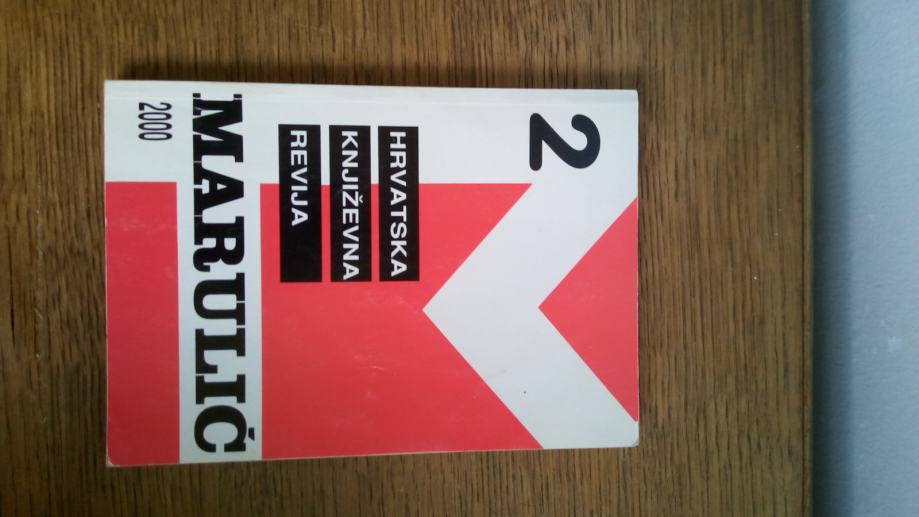 2
HRVATSKA
KNJIŽEVNA
REVIJA
MARULIĆ
2000